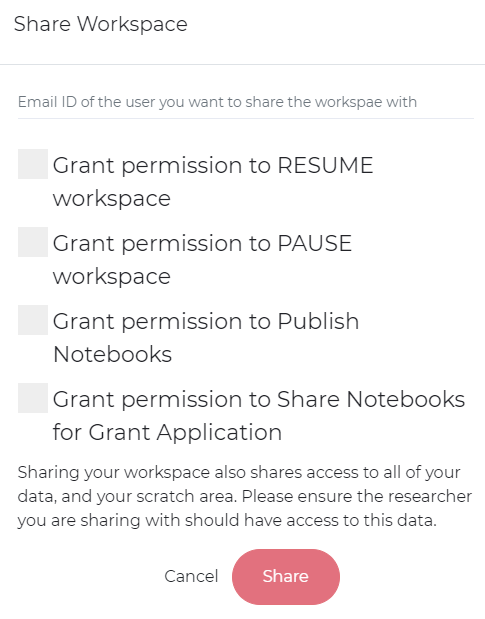 Share Workspace
Email ID of the user you want to share the workspae with
Grant permission to RESUME
workspace
Grant permission to PAUSE
workspace
Grant permission to Publish
Notebooks
Grant permission to Share Notebooks
for Grant Application
Sharing your workspace also shares access to all of your
data, and your scratch area. Please ensure the researcher
you are sharing with should have access to this data.
Cancel Share